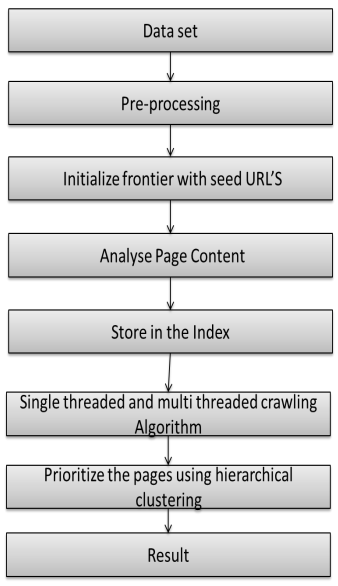 Data set
Pre-processing
Initialize frontier with seed URL'S
Analyse Page Content
Store in the Index
Single threaded and multi threaded crawling
Algorithm
Prioritize the pages using hierarchical
clustering
Result